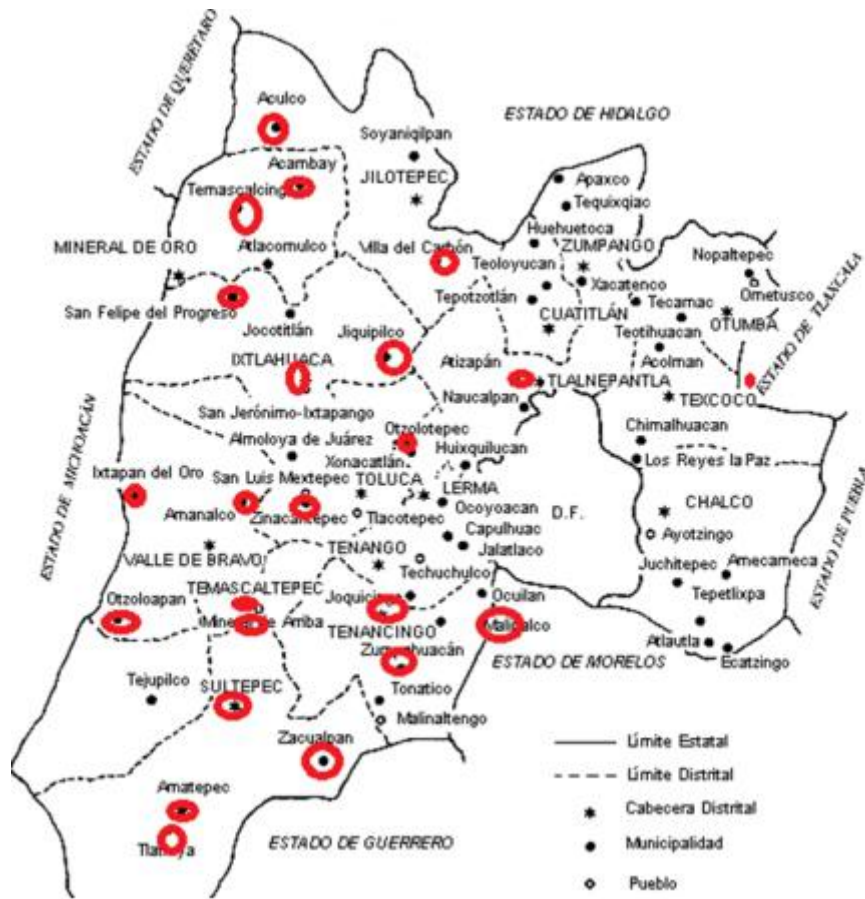 ESTADO DE QUERETARO
Aculco
ESTADO DE HIDALGO
Soyaniqilpan
Acambay
JILOTEPEC
Apaxco
Temascalcingo
Tequixqiac
Huehuetoca
MINERAL DE ORO
Atlacomulco
Villa del Carbón
ZUMPANGO
Nopaltepec
Teoloyucan
Xacatenco
Ometusco
San Felipe del Progreso
Tepotzotlán
Tecamac
ESTADO DE TLAXCALA
Jocotitlán
CUATITLÁN
OTUMBA
Jiquipilco
Teotihuacan
IXTLAHUACA
Atizapán
Acolman
TLALNEPANTLA
TEXCOCO
Naucalpan
San Jerónimo-Ixtapango
Chimalhuacan
Almoloya de Juárez
Otzolotepec
Xonacatlán
Huixquilucan
Los Reyes la Paz
ESTADO DE MICHOACÁN
Ixtapan del Oro
San Luis Mextepec
TOLUCA
LERMA
CHALCO
ESTADO DE PUEBLA
Amanalco
Zinacantepec
Tlacotepec
Ocoyoacan
D.F.
Ayotzingo
Capulhuac
VALLE DE BRAVO
TENANGO
Jalatlaco
Techuchulco
Juchitepec
Amecameca
TEMASCALTEPEC
Tepetlixpa
Otzoloapan
Joquicingo
Ocuilan
Mineral de Arriba
TENANCINGO
Malinalco
Atlautla
Ecatzingo
Zumpahuacán
ESTADO DE MORELOS
Tejupilco
SULTEPEC
Tonatico
Malinaltengo
Zacualpan
Límite Estatal
Límite Distrital
Amatepec
Cabecera Distrital
Tlatlaya
ESTADO DE GUERRERO
Municipalidad
Pueblo